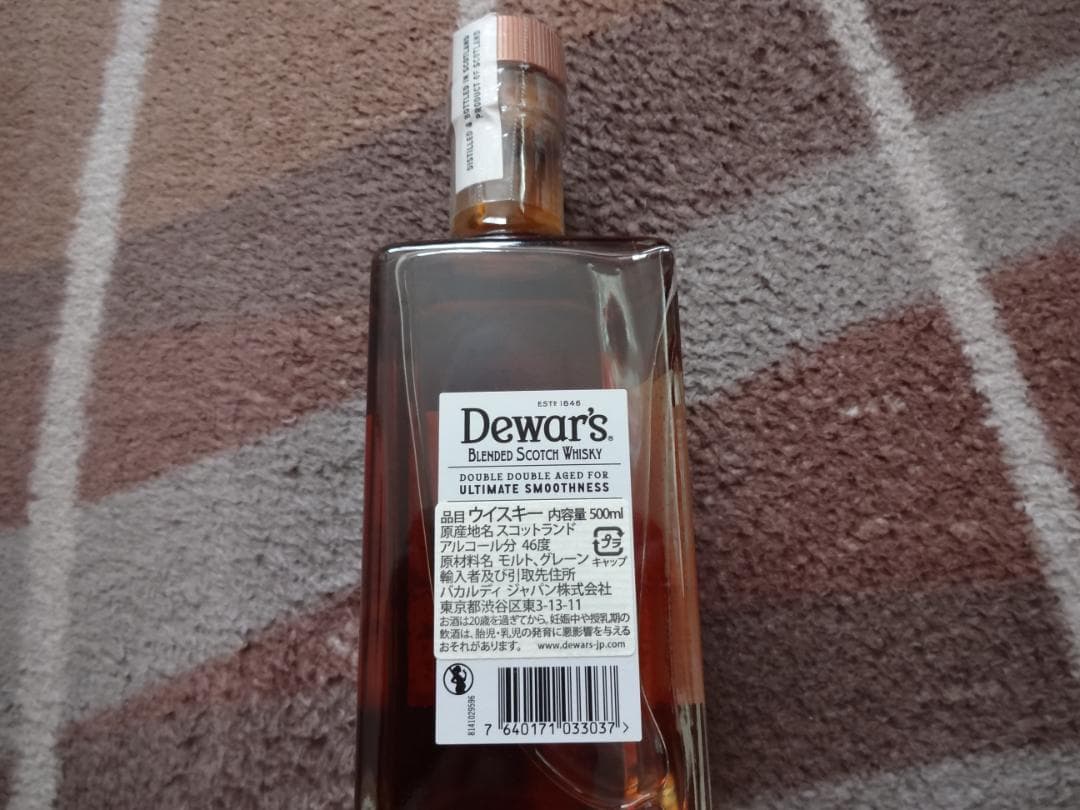 DISTILLED & BOTTLED IN SCOTLAND
PRODUCT OF SCOTLAND
ESTD 1846
Dewar's®
BLENDED SCOTCH WHISKY
DOUBLE DOUBLE AGED FOR
ULTIMATE SMOOTHNESS
品目 ウイスキー 内容量 500ml
原産地名 スコットランド
アルコール分 46度
プラ
原材料名 モルト、グレーン キャップ
輸入者及び引取先住所
バカルディ ジャパン株式会社
東京都渋谷区東3-13-11
お酒は20歳を過ぎてから。妊娠中や授乳期の
飲酒は、胎児・乳児の発育に悪影響を与える
おそれがあります。 www.dewars-jp.com
8141029596
7 640171 033037 >